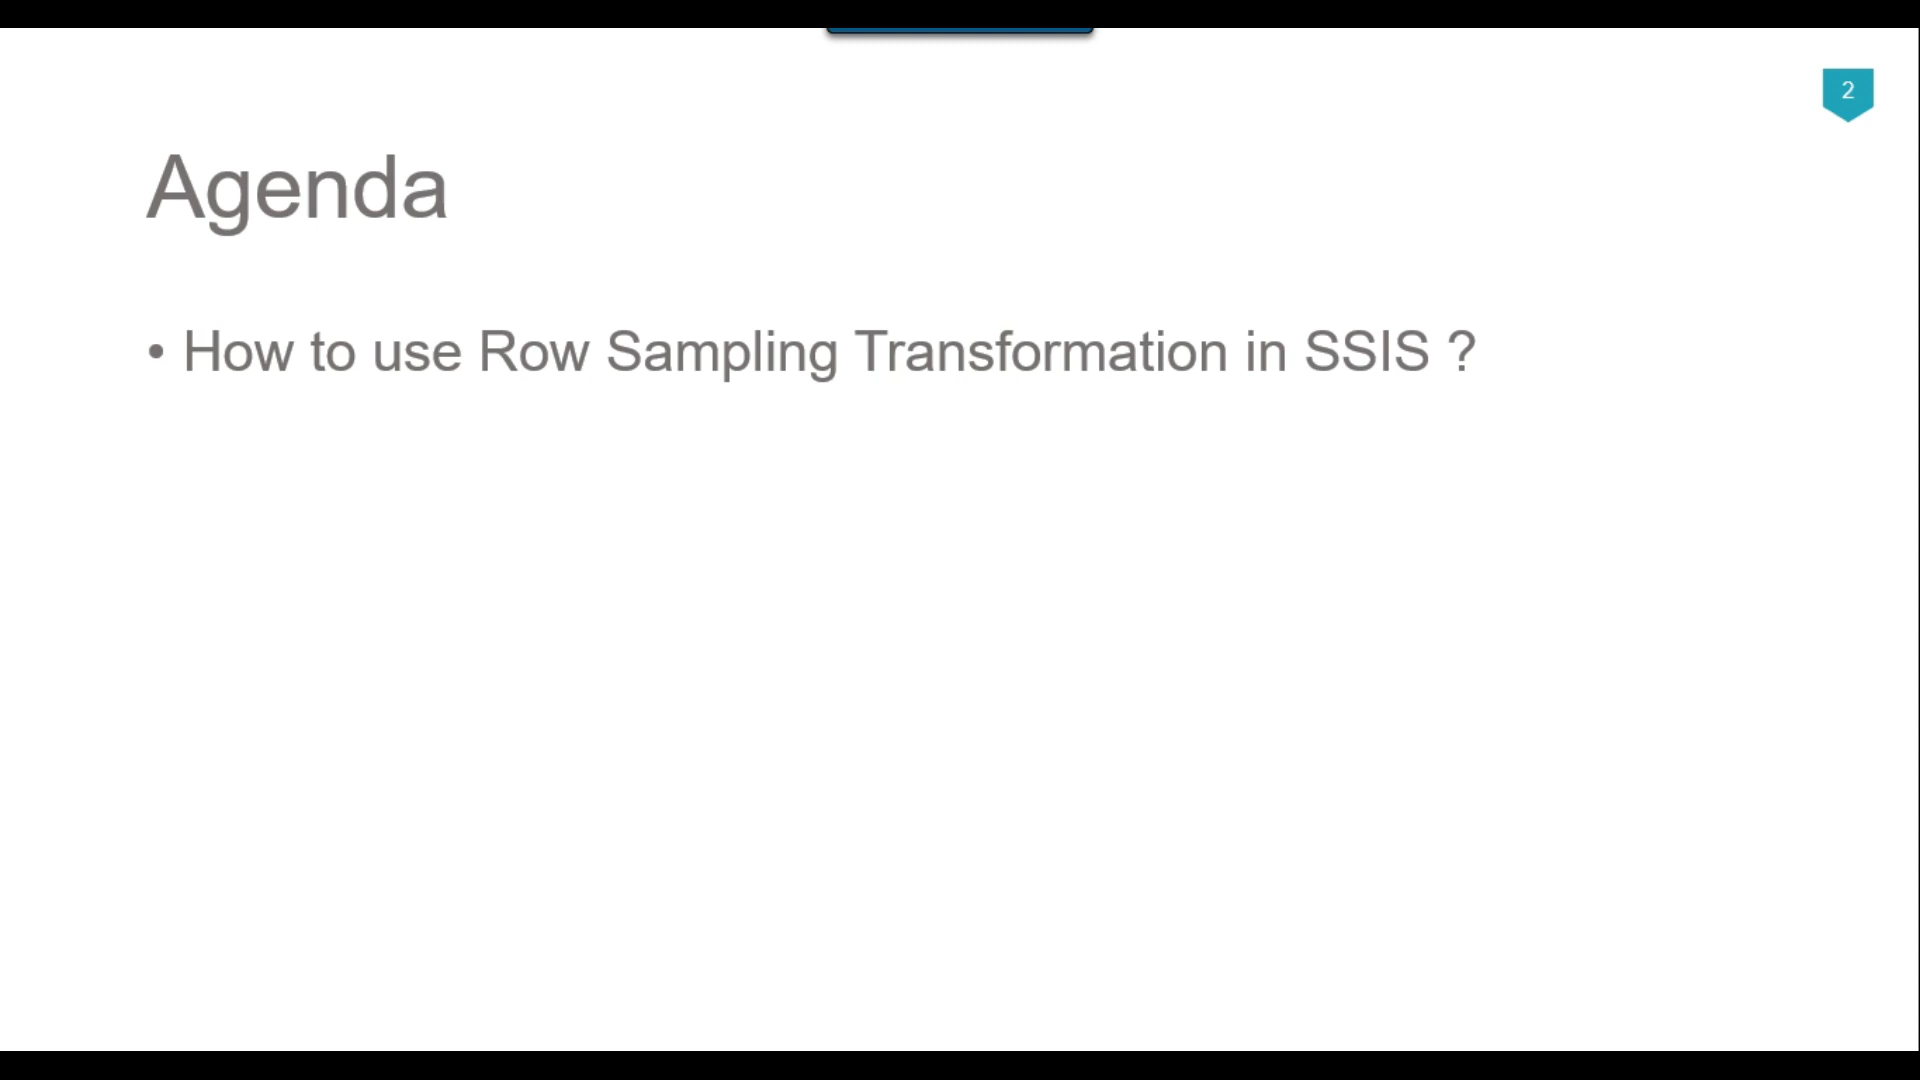 2
Agenda
• How to use Row Sampling Transformation in SSIS ?